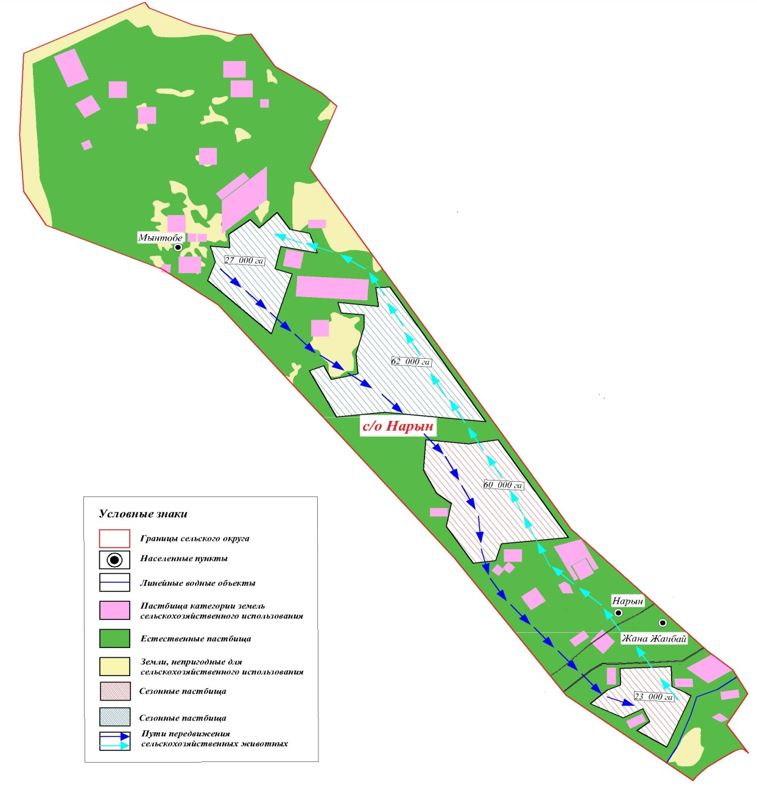 Мынтобе
27 000 га
62 000 га
с/о Нарын
60 000 га
Нарын
Жана Жанбай
23 000 га
Условные знаки
Границы сельского округа
Населенные пункты
Линейные водные объекты
Пастбища категории земель
сельскохозяйственного использования
Естественные пастбища
Земли, непригодные для
сельскохозяйственного использования
Сезонные пастбища
Сезонные пастбища
Пути передвижения
сельскохозяйственных животных